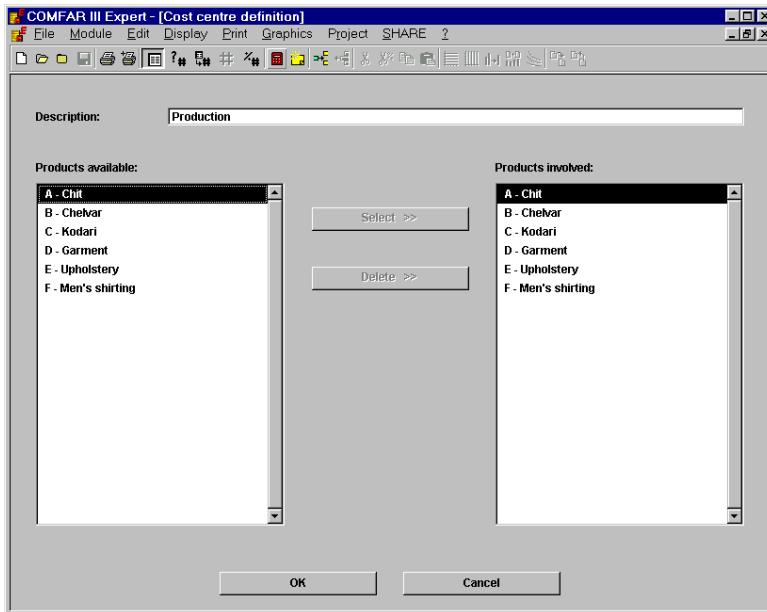 COMFAR III Expert - [Cost centre definition]
File Module Edit Display Print Graphics Project SHARE ?
Description: Production
Products available: Products involved:
A - Chit
B - Chelvar
C - Kodari
D - Garment
E - Upholstery
F - Men's shirting
Select >>
Delete >>
A - Chit
B - Chelvar
C - Kodari
D - Garment
E - Upholstery
F - Men's shirting
OK Cancel